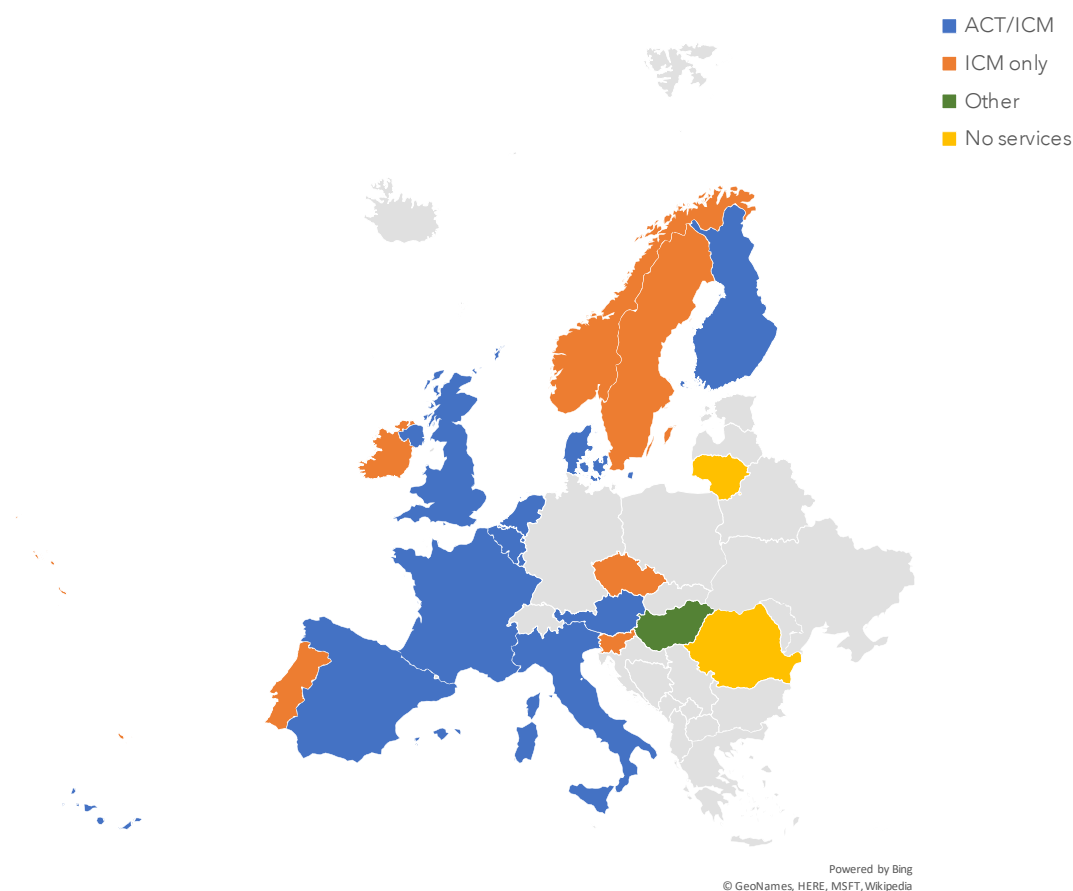 ACT/ICM
ICM only
Other
No services
Powered by Bing
© GeoNames, HERE, MSFT, Wikipedia